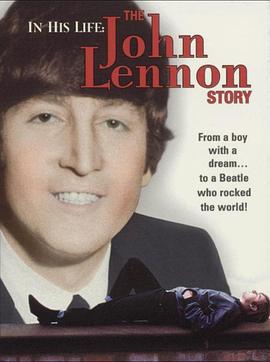 IN HIS LIFE:
THE
John
Lennon
STORY
From a boy
with a
dream...
to a Beatle
who rocked
the world!